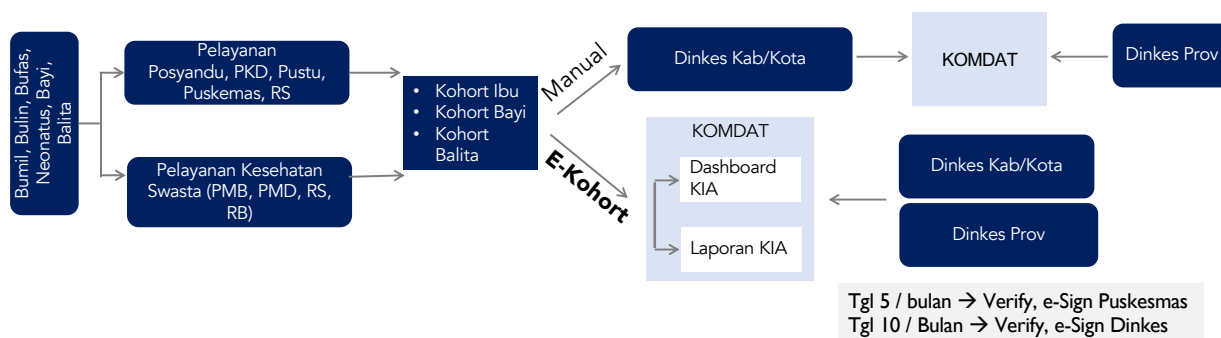 Bumil, Bulin, Bufas,
Neonatus, Bayi,
Balita
Pelayanan
Posyandu, PKD, Pustu,
Puskemas, RS
Pelayanan Kesehatan
Swasta (PMB, PMD, RS,
RB)
• Kohort Ibu
• Kohort Bayi
• Kohort
Balita
Manual
E-Kohort
Dinkes Kab/Kota
KOMDAT
Dinkes Prov
KOMDAT
Dashboard
KIA
Laporan KIA
Dinkes Kab/Kota
Dinkes Prov
Tgl 5 / bulan → Verify, e-Sign Puskesmas
Tgl 10 / Bulan → Verify, e-Sign Dinkes